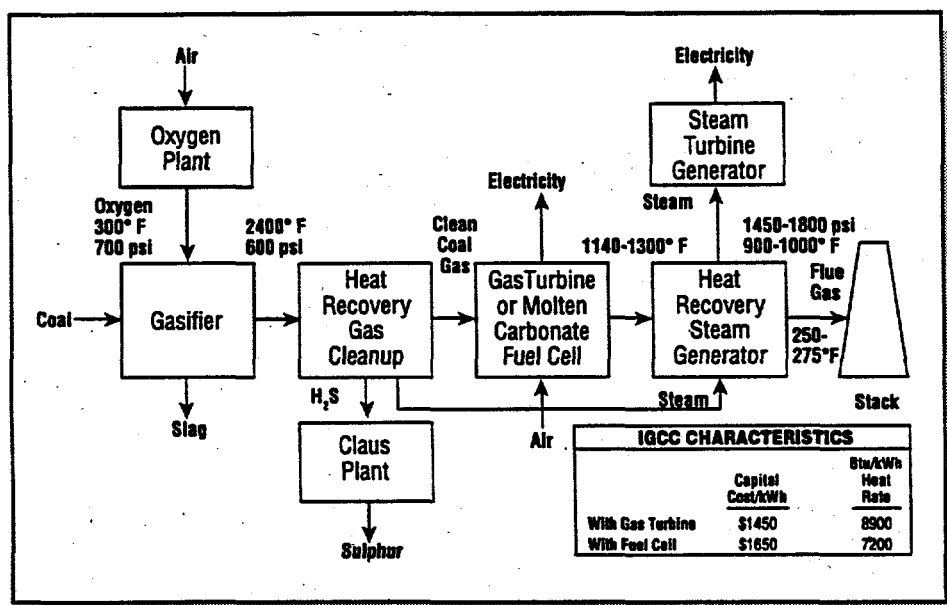 Air
Oxygen
Plant
Oxygen
300° F
700 psi
2400° F
600 psi
Coal
Gasifier
Slag
Heat
Recovery
Gas
Cleanup
H₂S
Claus
Plant
Sulphur
Clean
Coal
Gas
Electricity
GasTurbine
or Molten
Carbonate
Fuel Cell
Air
1140-1300° F
Electricity
Steam
Turbine
Generator
Steam
1450-1800 psi
900-1000° F
Heat
Recovery
Steam
Generator
Steam
Flue
Gas
250-
275°F
Stack
IGCC CHARACTERISTICS
Capital
Cost/kWh
Btu/kWh
Heat
Rate
With Gas Turbine $1450 8900
With Fuel Cell $1650 7200